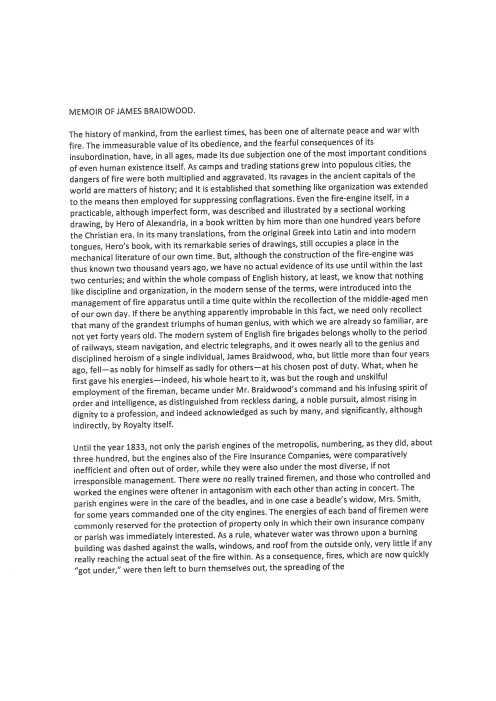 MEMOIR OF JAMES BRAIDWOOD.
The history of mankind, from the earliest times, has been one of alternate peace and war with
fire. The immeasurable value of its obedience, and the fearful consequences of its
insubordination, have, in all ages, made its due subjection one of the most important conditions
of even human existence itself. As camps and trading stations grew into populous cities, the
dangers of fire were both multiplied and aggravated. Its ravages in the ancient capitals of the
world are matters of history; and it is established that something like organization was extended
to the means then employed for suppressing conflagrations. Even the fire-engine itself, in a
practicable, although imperfect form, was described and illustrated by a sectional working
drawing, by Hero of Alexandria, in a book written by him more than one hundred years before
the Christian era. In its many translations, from the original Greek into Latin and into modern
tongues, Hero's book, with its remarkable series of drawings, still occupies a place in the
mechanical literature of our own time. But, although the construction of the fire-engine was
thus known two thousand years ago, we have no actual evidence of its use until within the last
two centuries; and within the whole compass of English history, at least, we know that nothing
like discipline and organization, in the modern sense of the terms, were introduced into the
management of fire apparatus until a time quite within the recollection of the middle-aged men
of our own day. If there be anything apparently improbable in this fact, we need only recollect
that many of the grandest triumphs of human genius, with which we are already so familiar, are
not yet forty years old. The modern system of English fire brigades belongs wholly to the period
of railways, steam navigation, and electric telegraphs, and it owes nearly all to the genius and
disciplined heroism of a single individual, James Braidwood, who, but little more than four years
ago, fell—as nobly for himself as sadly for others—at his chosen post of duty. What, when he
first gave his energies—indeed, his whole heart to it, was but the rough and unskilful
employment of the fireman, became under Mr. Braidwood's command and his infusing spirit of
order and intelligence, as distinguished from reckless daring, a noble pursuit, almost rising in
dignity to a profession, and indeed acknowledged as such by many, and significantly, although
indirectly, by Royalty itself.
Until the year 1833, not only the parish engines of the metropolis, numbering, as they did, about
three hundred, but the engines also of the Fire Insurance Companies, were comparatively
inefficient and often out of order, while they were also under the most diverse, if not
irresponsible management. There were no really trained firemen, and those who controlled and
worked the engines were oftener in antagonism with each other than acting in concert. The
parish engines were in the care of the beadles, and in one case a beadle's widow, Mrs. Smith,
for some years commanded one of the city engines. The energies of each band of firemen were
commonly reserved for the protection of property only in which their own insurance company
or parish was immediately interested. As a rule, whatever water was thrown upon a burning
building was dashed against the walls, windows, and roof from the outside only, very little if any
really reaching the actual seat of the fire within. As a consequence, fires, which are now quickly
"got under," were then left to burn themselves out, the spreading of the